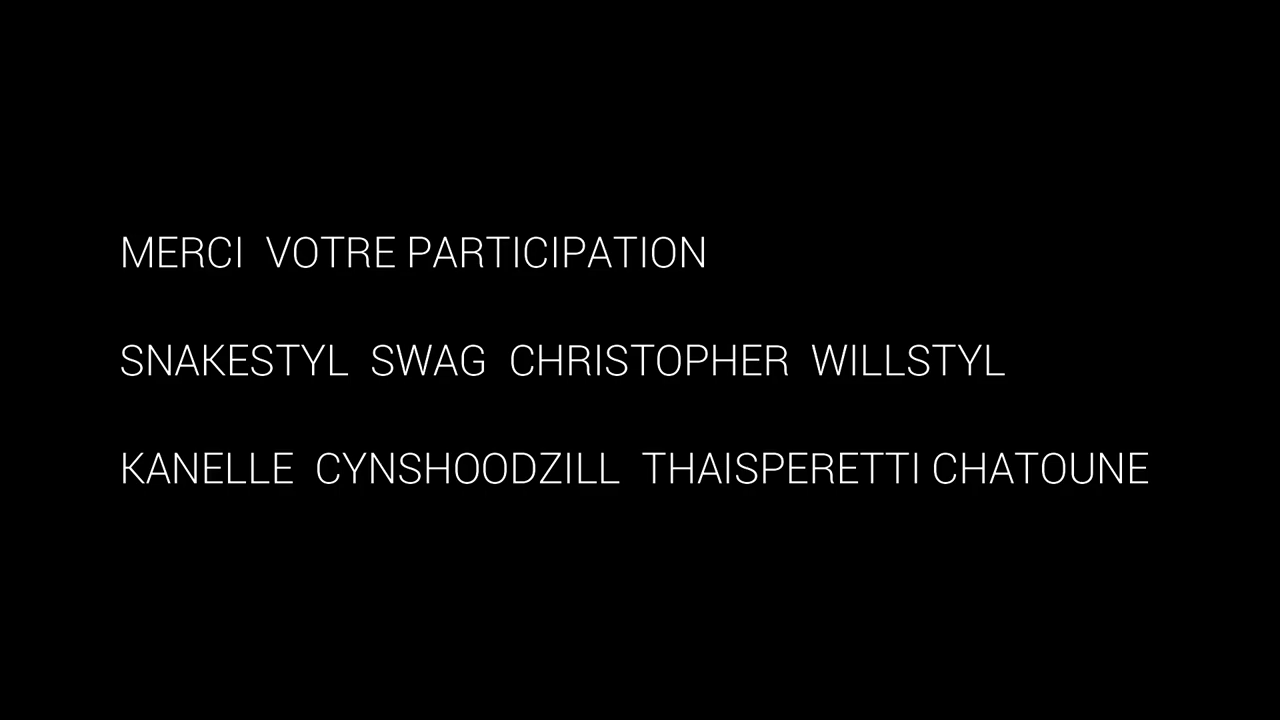 MERCI  VOTRE PARTICIPATION
SNAKESTYL  SWAG  CHRISTOPHER  WILLSTYL
KANELLE  CYNSHOODZILL  THAISPERETTI CHATOUNE